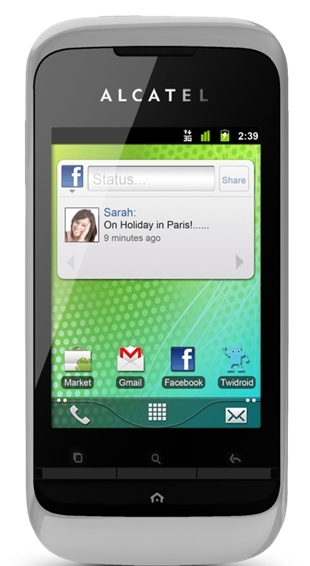 ALCATEL
3G 2:39
f Status... Share
Sarah:
On Holiday in Paris!......
9 minutes ago
Market Gmail Facebook Twidroid